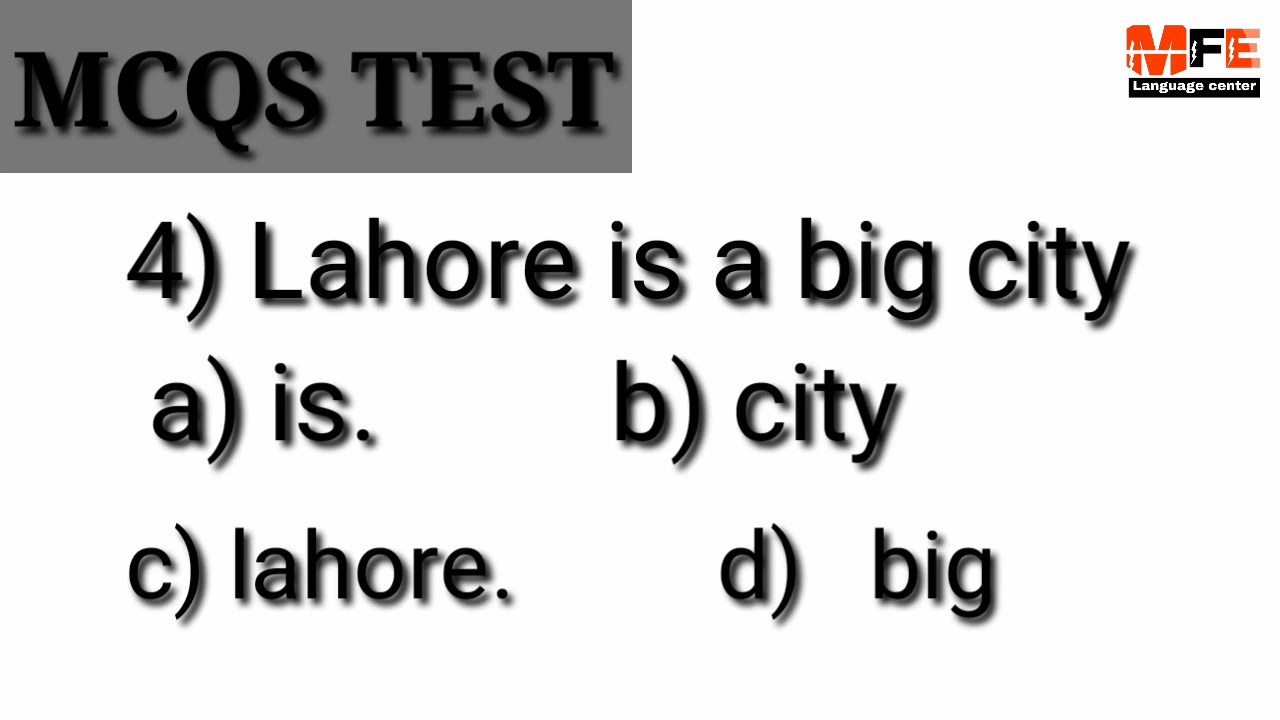 MCQS TEST
MFE
Language center
4) Lahore is a big city
a) is. b) city
c) lahore. d) big